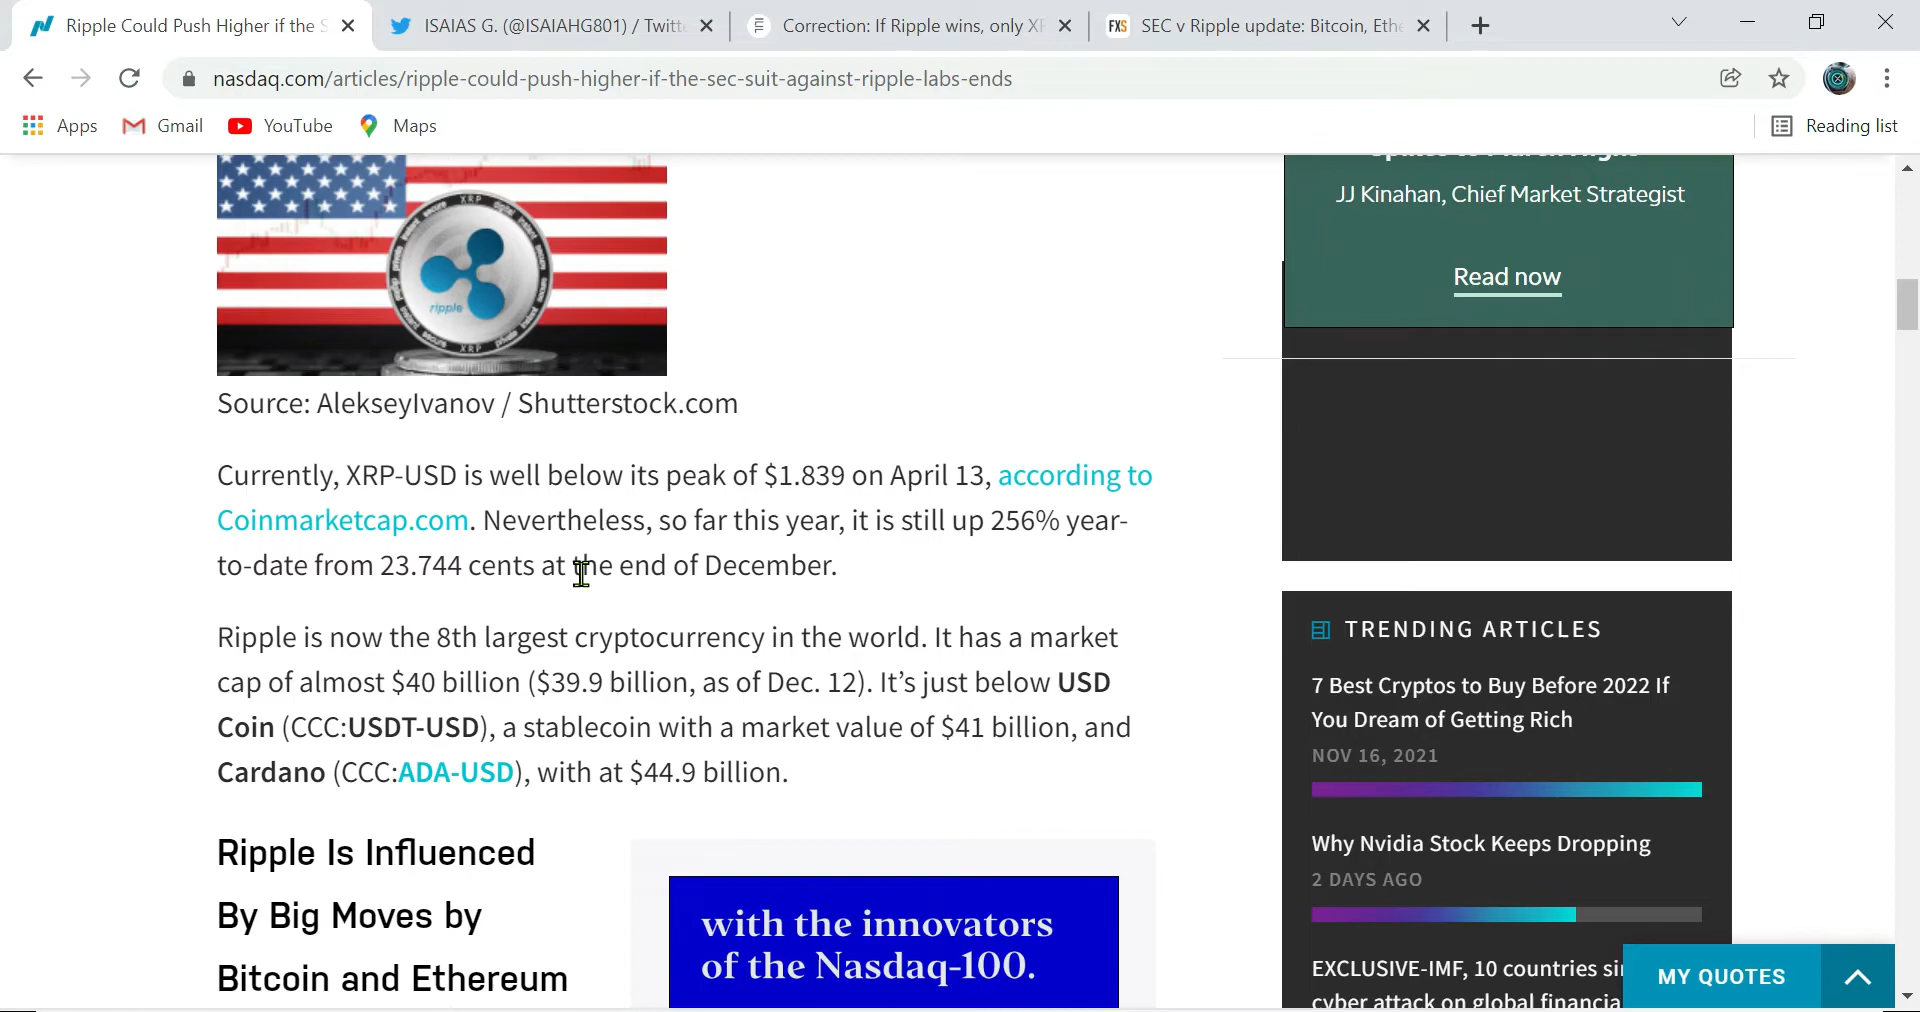 Ripple Could Push Higher if the S
ISAIAS G. (@ISAIAHG801) / Twitte
Correction: If Ripple wins, only XR
FXS
SEC v Ripple update: Bitcoin, Ethe
nasdaq.com/articles/ripple-could-push-higher-if-the-sec-suit-against-ripple-labs-ends
Apps
Gmail
YouTube
Maps
Reading list
XRP
ripple
XRP
JJ Kinahan, Chief Market Strategist
Read now
Source: AlekseyIvanov / Shutterstock.com
Currently, XRP-USD is well below its peak of $1.839 on April 13, according to
Coinmarketcap.com. Nevertheless, so far this year, it is still up 256% year-
to-date from 23.744 cents at the end of December.
Ripple is now the 8th largest cryptocurrency in the world. It has a market
cap of almost $40 billion ($39.9 billion, as of Dec. 12). It’s just below USD
Coin (CCC:USDT-USD), a stablecoin with a market value of $41 billion, and
Cardano (CCC:ADA-USD), with at $44.9 billion.
Ripple Is Influenced
By Big Moves by
Bitcoin and Ethereum
with the innovators
of the Nasdaq-100.
TRENDING ARTICLES
7 Best Cryptos to Buy Before 2022 If
You Dream of Getting Rich
NOV 16, 2021
Why Nvidia Stock Keeps Dropping
2 DAYS AGO
EXCLUSIVE-IMF, 10 countries si
cyber attack on global financia
MY QUOTES